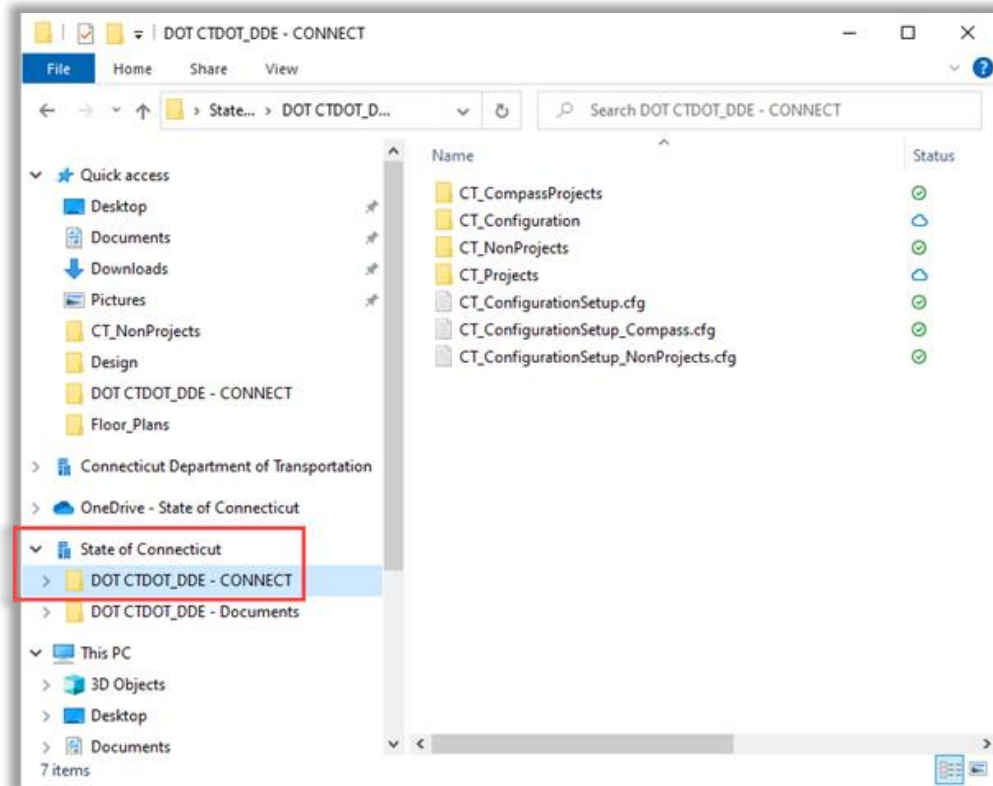 DOT CTDOT_DDE - CONNECT
File Home Share View
State... DOT CTDOT_D... Search DOT CTDOT_DDE - CONNECT
Quick access
Desktop
Documents
Downloads
Pictures
CT_NonProjects
Design
DOT CTDOT_DDE - CONNECT
Floor_Plans
Connecticut Department of Transportation
OneDrive - State of Connecticut
State of Connecticut
DOT CTDOT_DDE - CONNECT
DOT CTDOT_DDE - Documents
This PC
3D Objects
Desktop
Documents
Name Status
CT_CompassProjects
CT_Configuration
CT_NonProjects
CT_Projects
CT_ConfigurationSetup.cfg
CT_ConfigurationSetup_Compass.cfg
CT_ConfigurationSetup_NonProjects.cfg
7 items